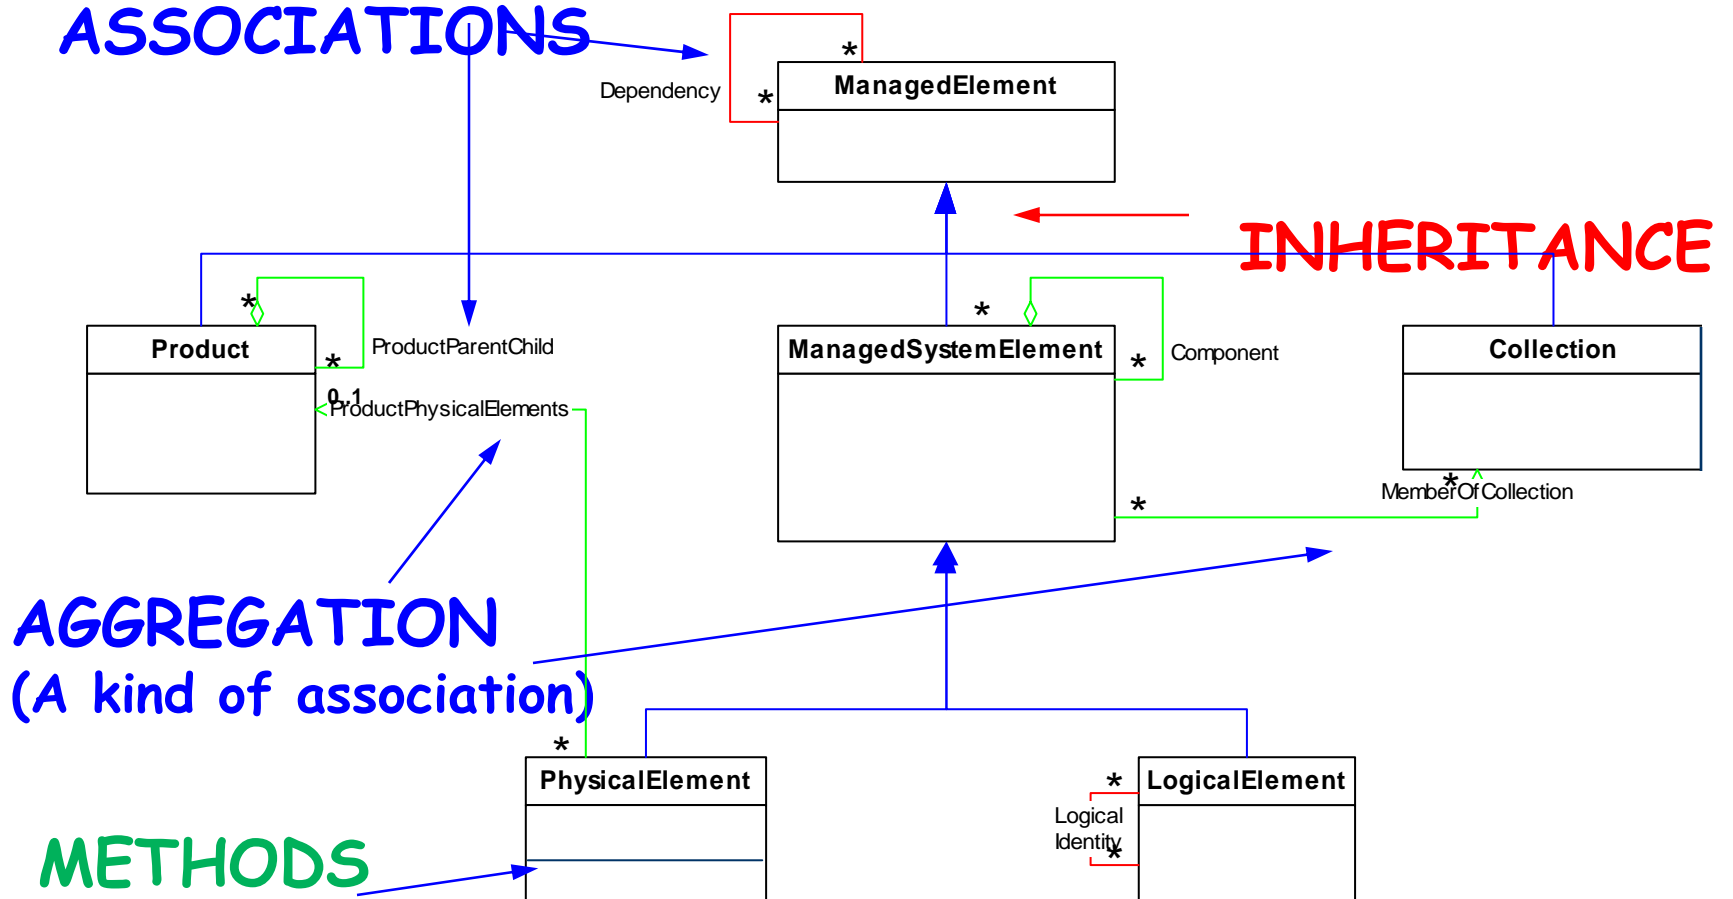 ASSOCIATIONS
*
Dependency
*
ManagedElement
INHERITANCE
*
Product
*
ProductParentChild
0..1
ProductPhysicalElements
*
ManagedSystemElement
*
Component
*
Collection
*
MemberOfCollection
AGGREGATION
(A kind of association)
*
PhysicalElement
*
LogicalElement
Logical
Identity
*
METHODS